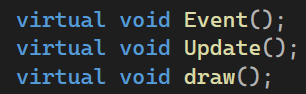 virtual void Event();
virtual void Update();
virtual void draw();